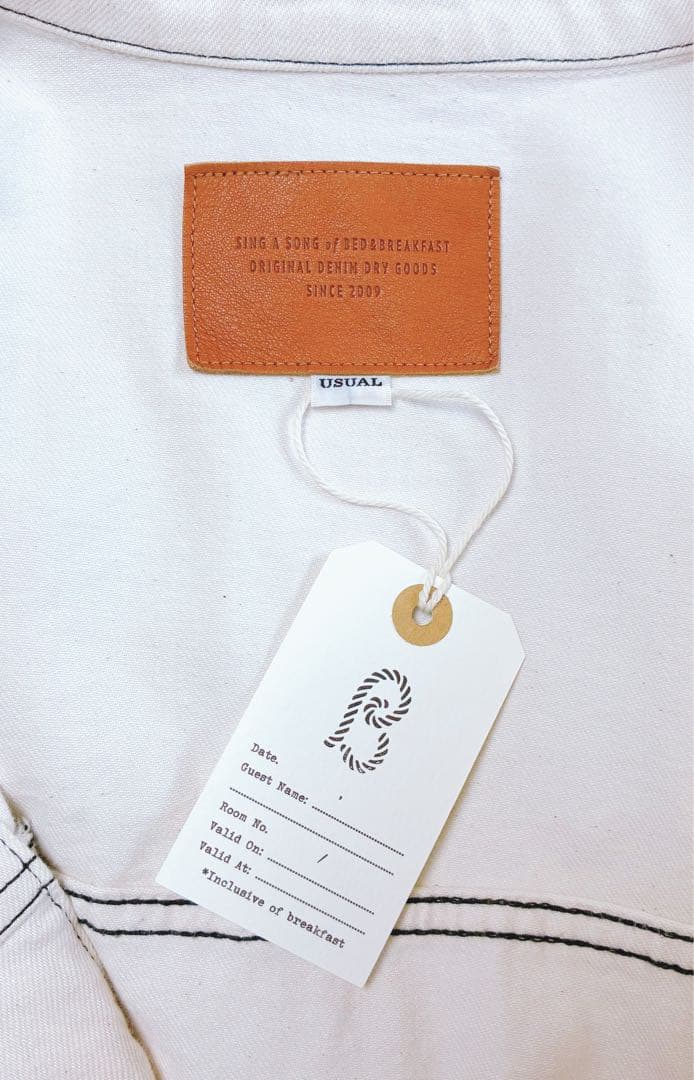 SING A SONG of BED&BREAKFAST
ORIGINAL DENIM DRY GOODS
SINCE 2009
USUAL
B
Date.
Guest Name:
Room No.
Valid On: /
Valid At:
*Inclusive of breakfast